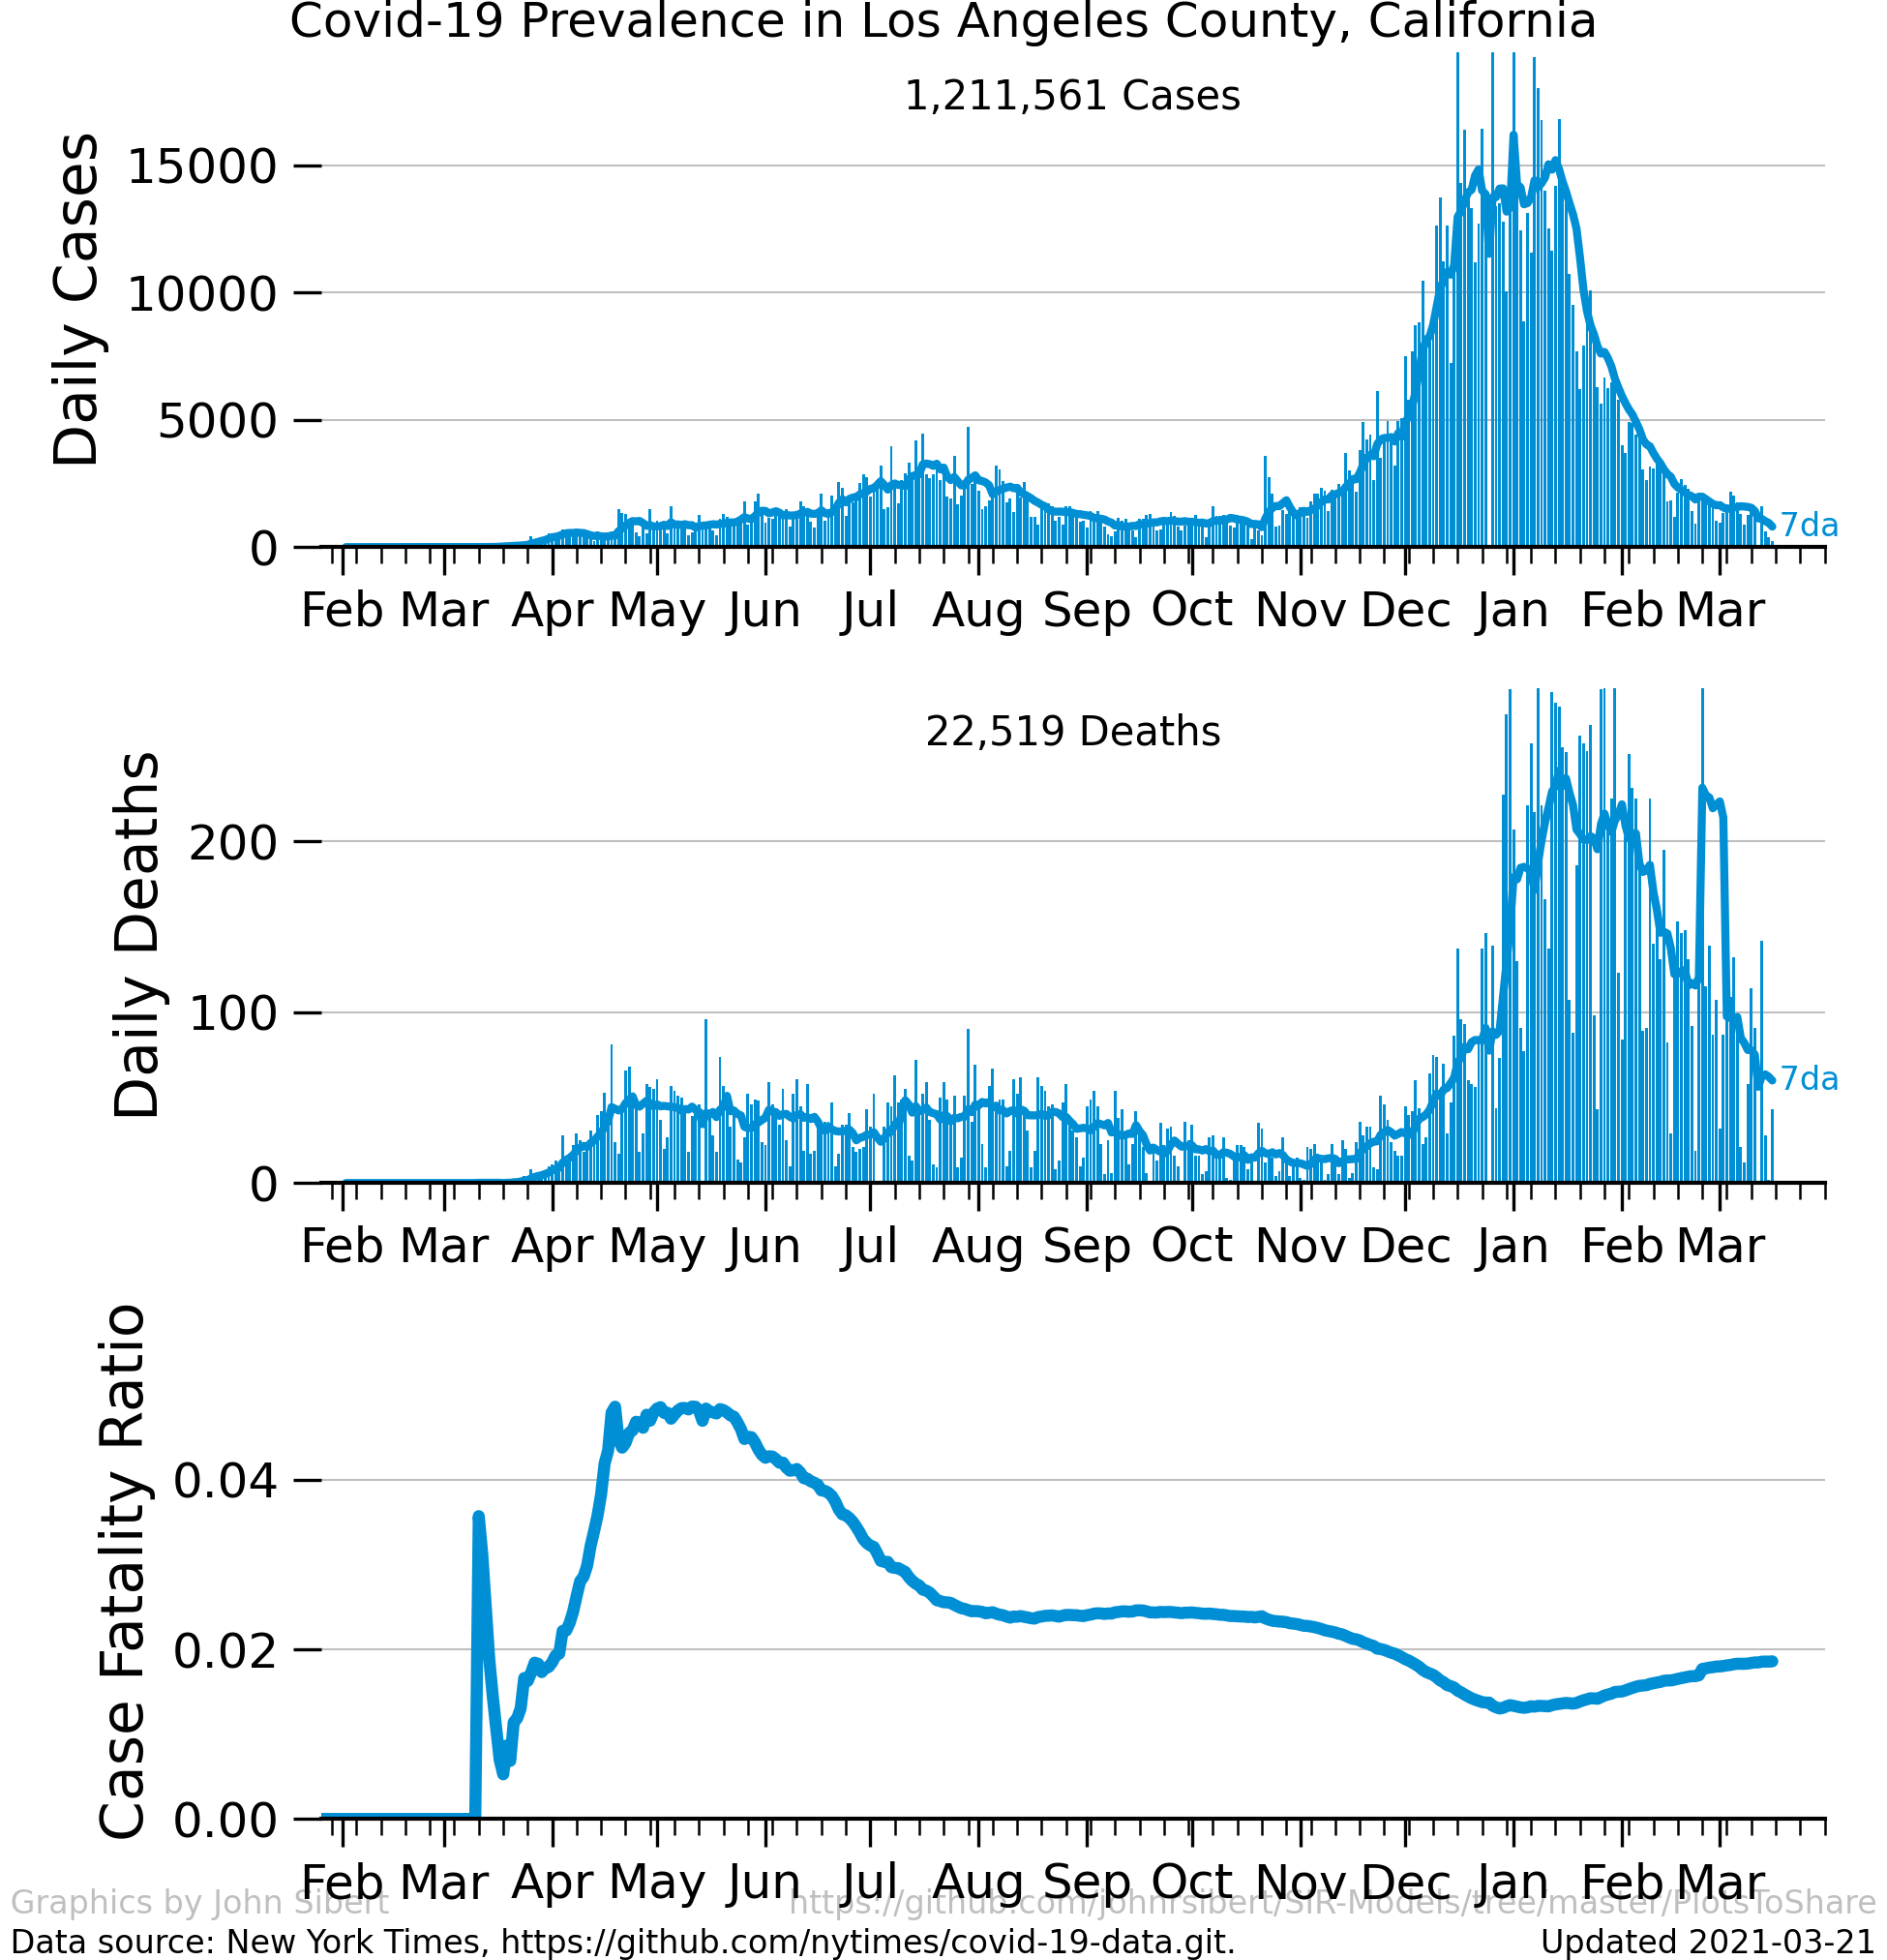 Covid-19 Prevalence in Los Angeles County, California
1,211,561 Cases
Daily Cases
15000
10000
5000
0
7da
Feb Mar Apr May Jun Jul Aug Sep Oct Nov Dec Jan Feb Mar
22,519 Deaths
Daily Deaths
200
100
0
7da
Feb Mar Apr May Jun Jul Aug Sep Oct Nov Dec Jan Feb Mar
Case Fatality Ratio
0.04
0.02
0.00
Feb Mar Apr May Jun Jul Aug Sep Oct Nov Dec Jan Feb Mar
Graphics by John Sibert https://github.com/johnrsibert/SIR-Models/tree/master/PlotsToShare
Data source: New York Times, https://github.com/nytimes/covid-19-data.git. Updated 2021-03-21